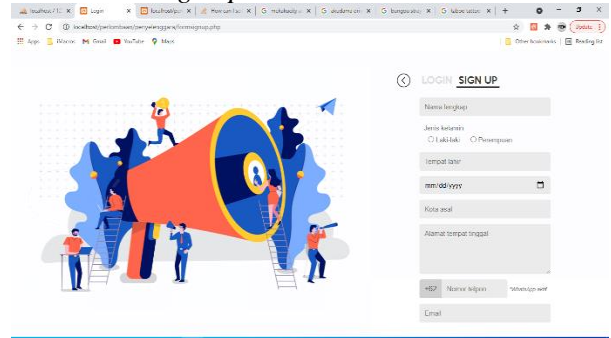 Login
localhost/perlombaan/penyelenggara/formsignup.php
Update
Apps
Gmail
YouTube
Maps
Other bookmarks
Reading list
LOGIN SIGN UP
Nama lengkap
Jenis kelamin
Laki-laki Perempuan
Tempat lahir
mm/dd/yyyy
Kota asal
Alamat tempat tinggal
+62 Nomor telpon *WhatsApp aktif
Email